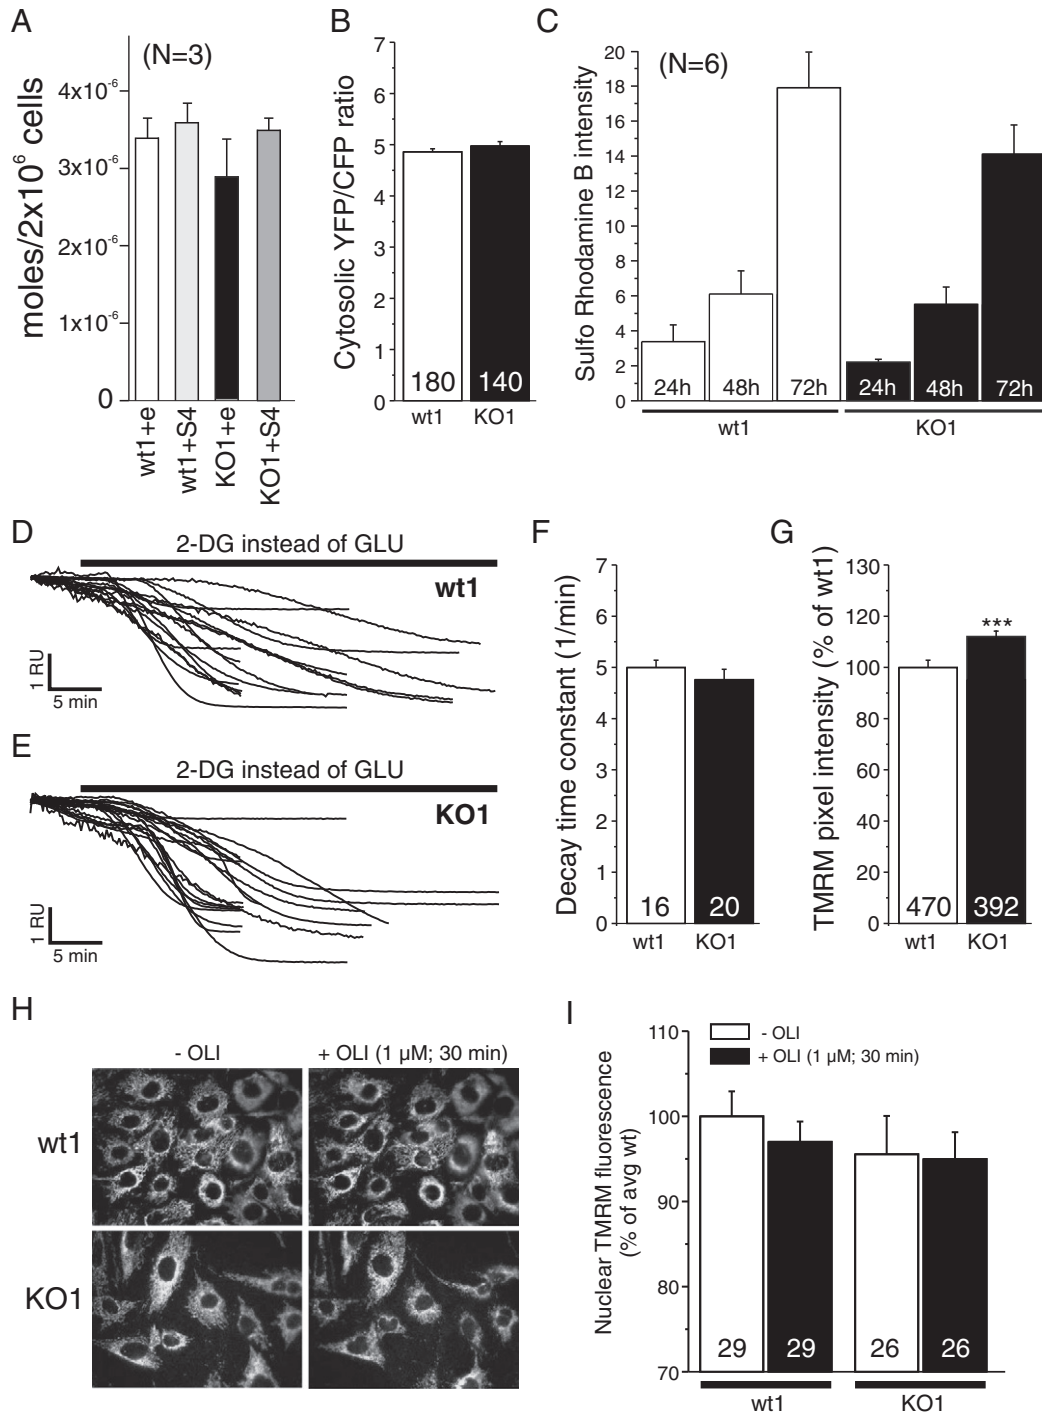 A
(N=3)
moles/2x10⁶ cells
4x10⁻⁶
3x10⁻⁶
2x10⁻⁶
1x10⁻⁶
0
wt1+e
wt1+S4
KO1+e
KO1+S4
B
Cytosolic YFP/CFP ratio
7
6
5
4
3
2
1
0
180
140
wt1
KO1
C
(N=6)
Sulfo Rhodamine B intensity
20
18
16
14
12
10
8
6
4
2
0
24h
48h
72h
24h
48h
72h
wt1
KO1
D
2-DG instead of GLU
wt1
1 RU
5 min
E
2-DG instead of GLU
KO1
1 RU
5 min
F
Decay time constant (1/min)
7
6
5
4
3
2
1
0
16
20
wt1
KO1
G
TMRM pixel intensity (% of wt1)
130
120
100
80
60
40
20
0
***
470
392
wt1
KO1
H
- OLI
+ OLI (1 µM; 30 min)
wt1
KO1
I
Nuclear TMRM fluorescence
(% of avg wt)
110
100
90
80
70
- OLI
+ OLI (1 µM; 30 min)
29
29
26
26
wt1
KO1